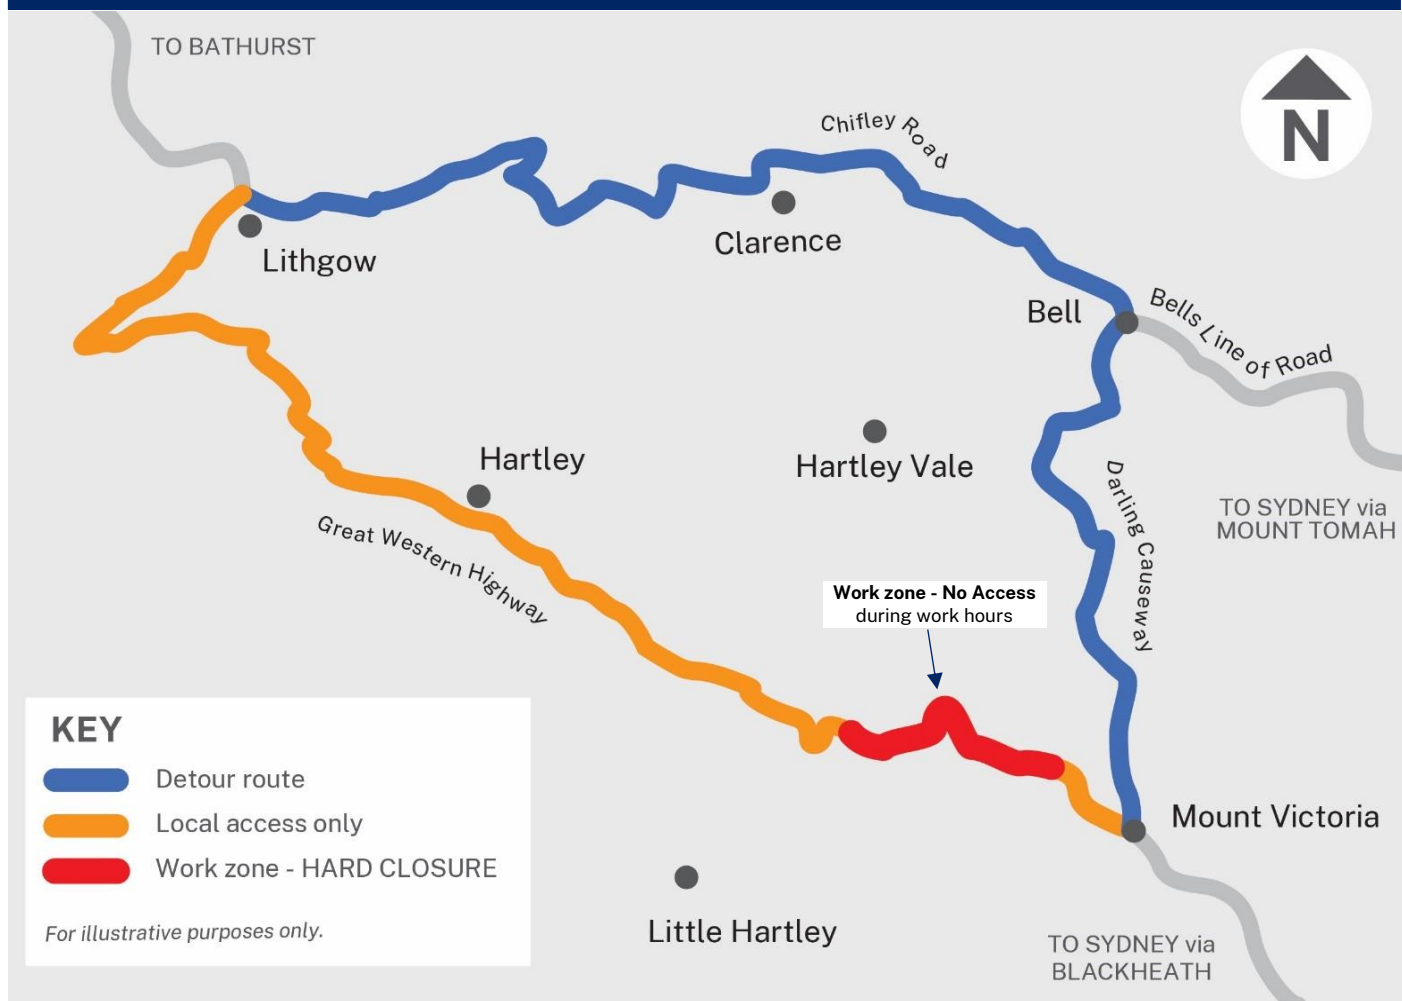 TO BATHURST
N
Chifley Road
Clarence
Lithgow
Bell
Bells Line of Road
Hartley
Hartley Vale
Darling Causeway
TO SYDNEY via
MOUNT TOMAH
Great Western Highway
Work zone - No Access
during work hours
KEY
Detour route
Local access only
Work zone - HARD CLOSURE
For illustrative purposes only.
Mount Victoria
Little Hartley
TO SYDNEY via
BLACKHEATH